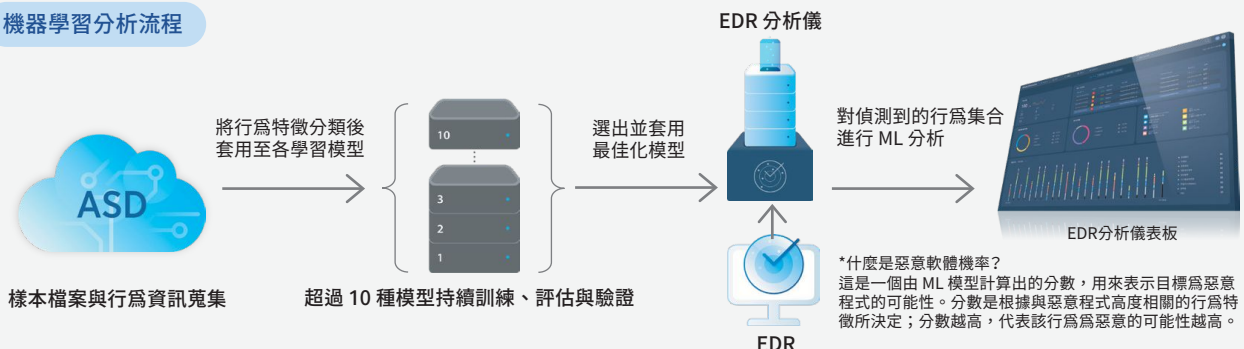 機器學習分析流程
EDR 分析儀
將行爲特徵分類後
套用至各學習模型
10
3
2
1
選出並套用
最佳化模型
對偵測到的行爲集合
進行 ML 分析
ASD
EDR分析儀表板
樣本檔案與行爲資訊蒐集
超過 10 種模型持續訓練、評估與驗證
EDR
*什麼是惡意軟體機率？
這是一個由 ML 模型計算出的分數，用來表示目標爲惡意
程式的可能性。分數是根據與惡意程式高度相關的行爲特
徵所決定；分數越高，代表該行爲爲惡意的可能性越高。